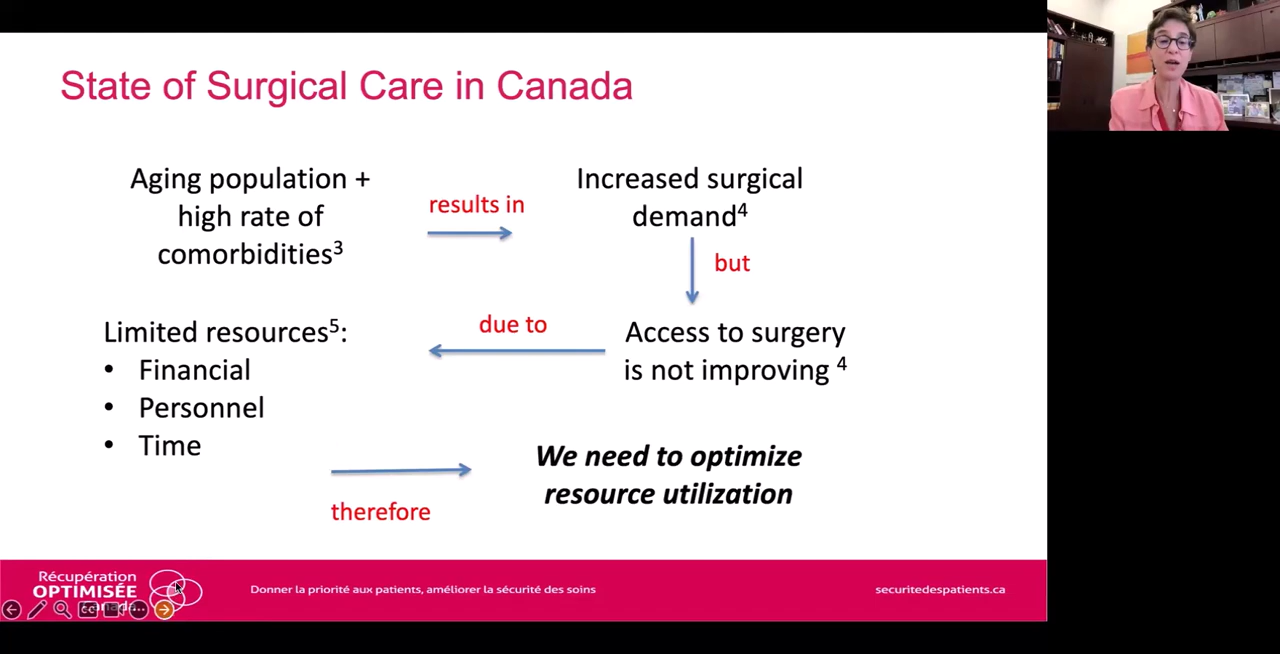 State of Surgical Care in Canada
Aging population +
high rate of
comorbidities³
results in
Increased surgical
demand⁴
but
Access to surgery
is not improving ⁴
due to
Limited resources⁵:
• Financial
• Personnel
• Time
therefore
We need to optimize
resource utilization
Récupération
OPTIMISÉE
Canada
Donner la priorité aux patients, améliorer la sécurité des soins
securitedespatients.ca